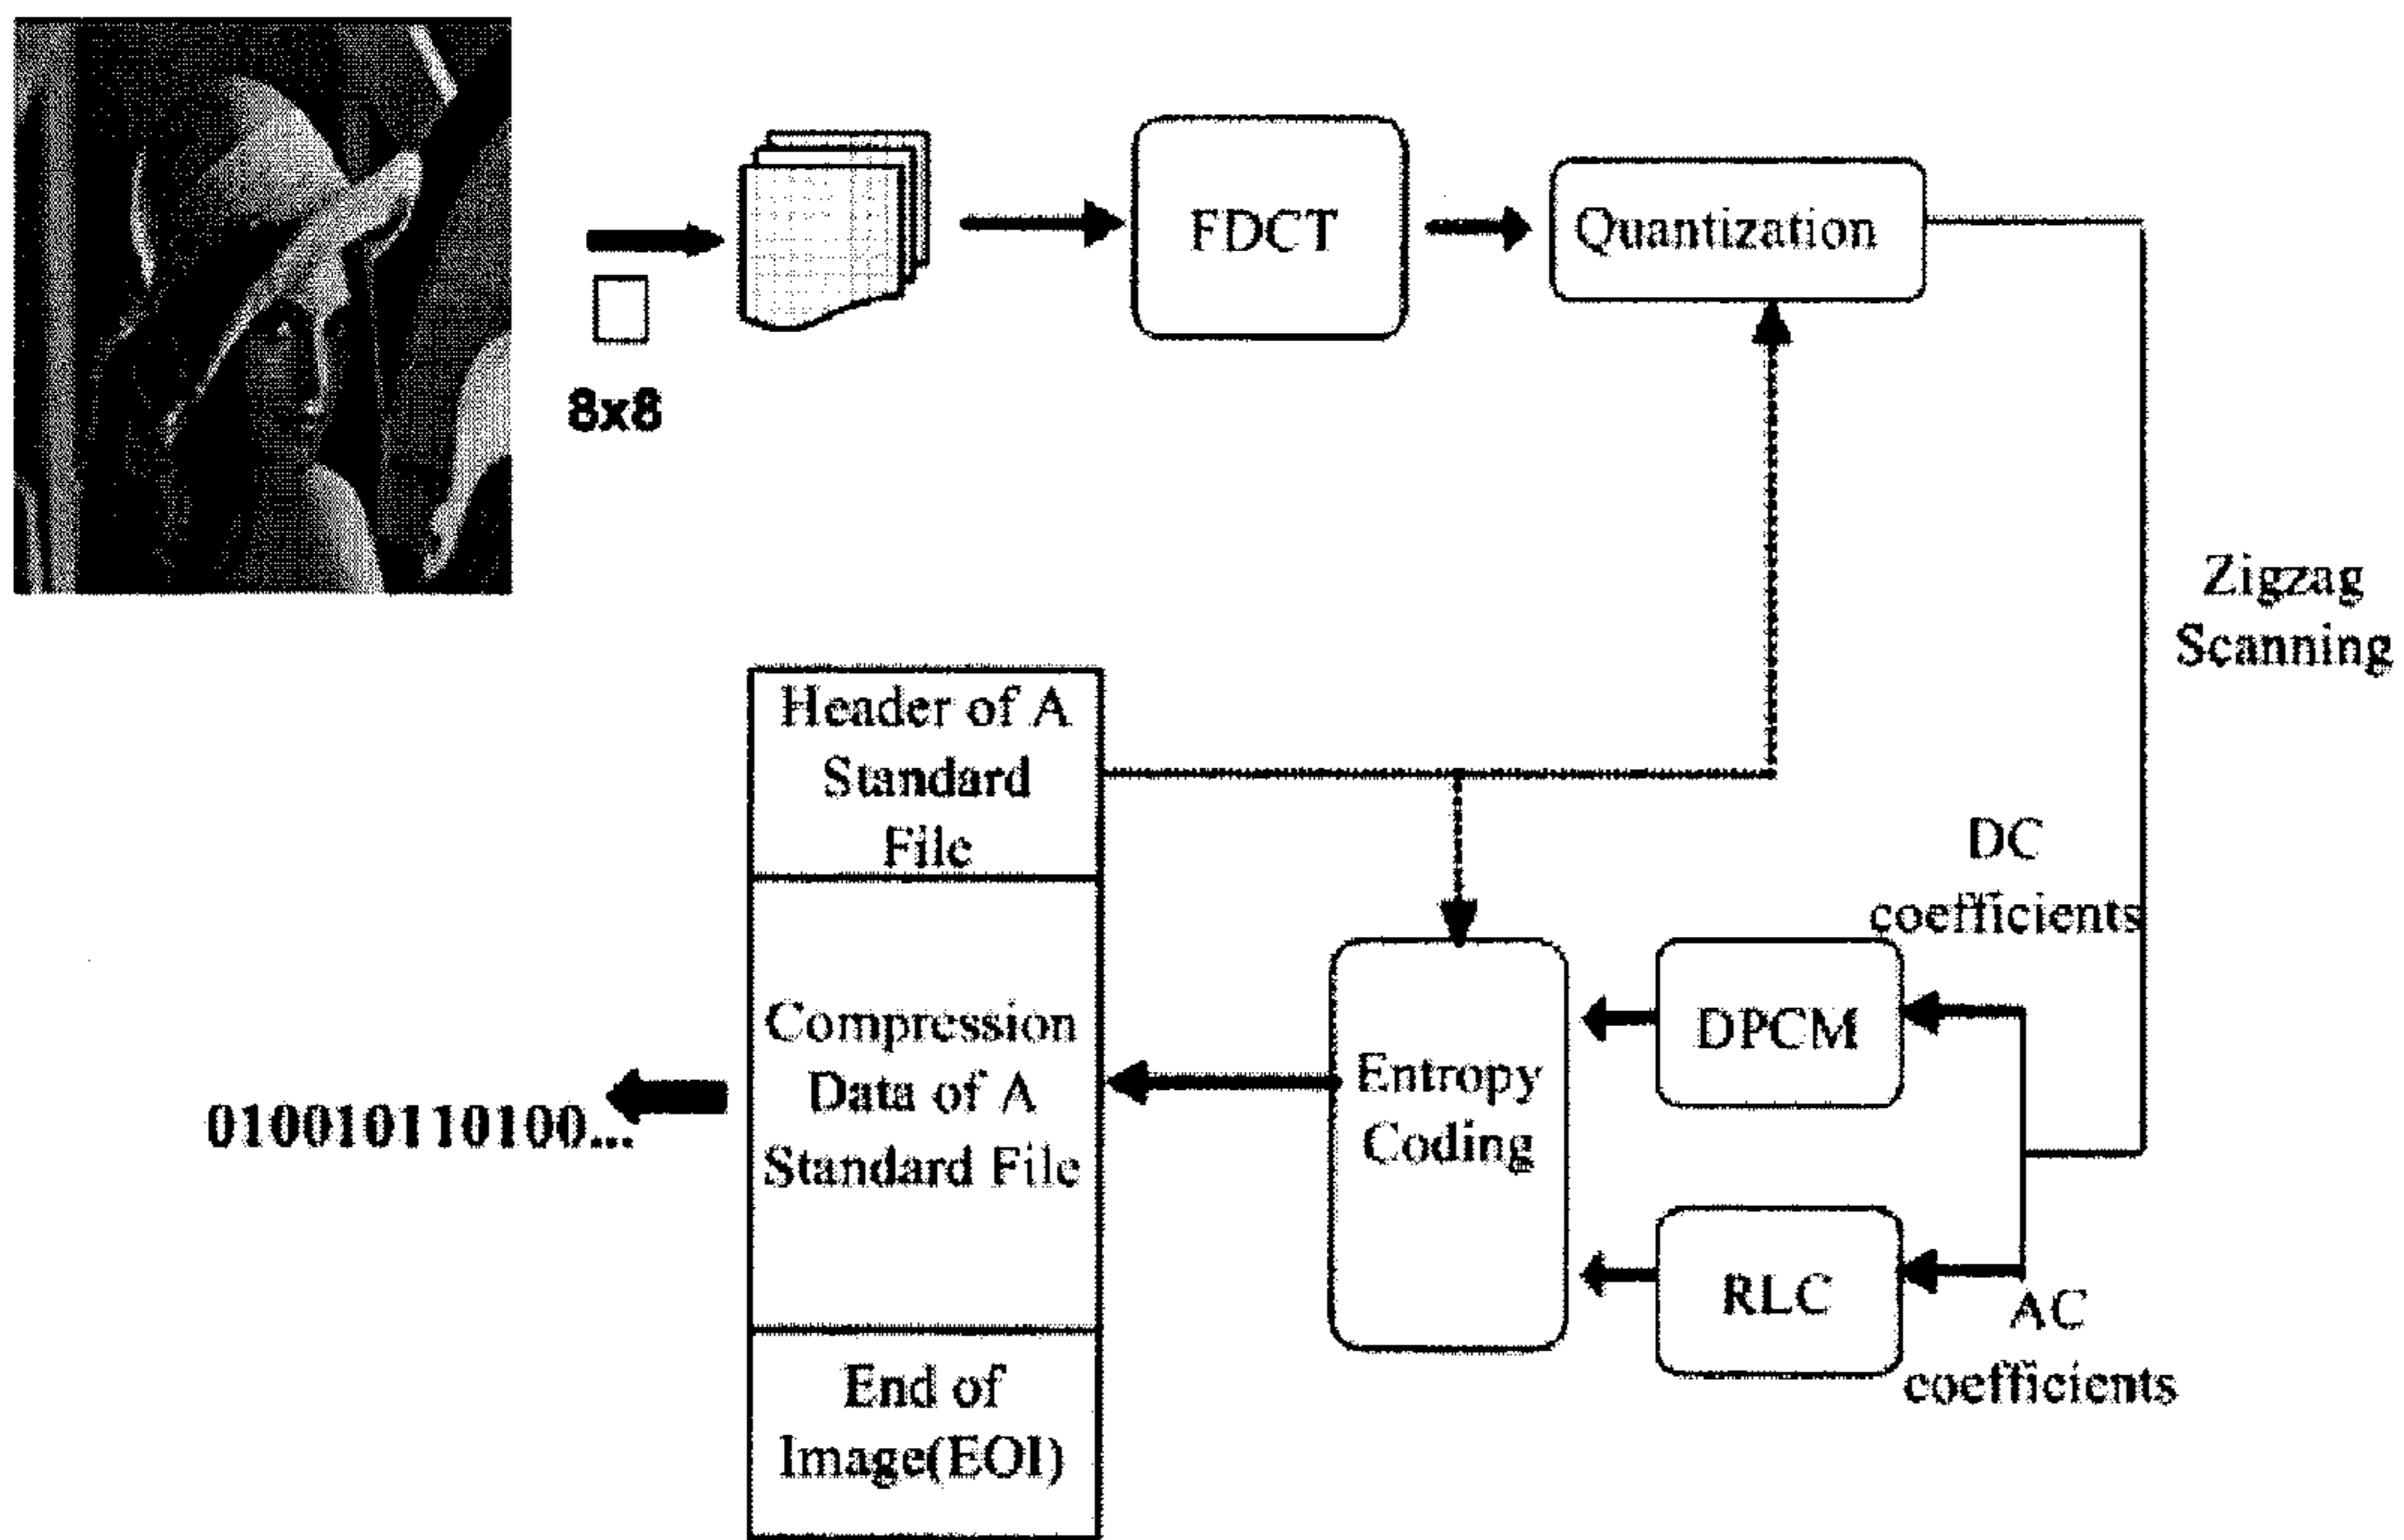 8x8
FDCT
Quantization
Zigzag
Scanning
Header of A
Standard
File
DC
coefficients
Compression
Data of A
Standard File
010010110100...
Entropy
Coding
DPCM
RLC
AC
coefficients
End of
Image(EOI)